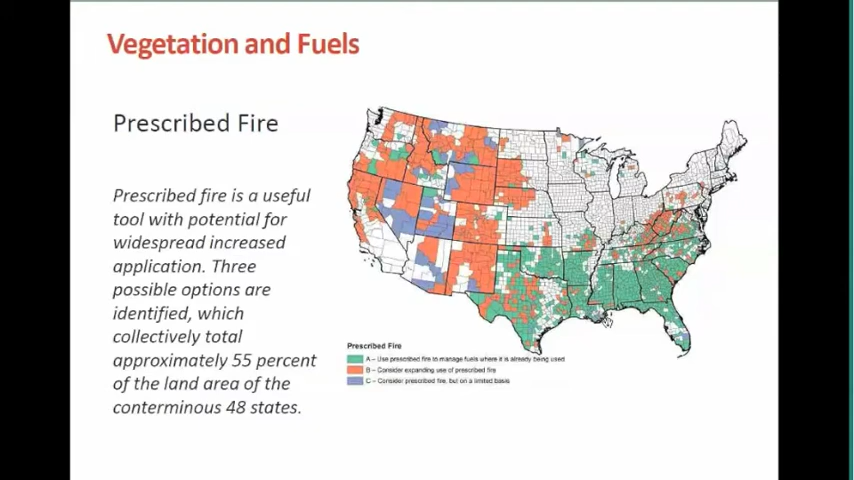 Vegetation and Fuels
Prescribed Fire
Prescribed fire is a useful
tool with potential for
widespread increased
application. Three
possible options are
identified, which
collectively total
approximately 55 percent
of the land area of the
conterminous 48 states.
Prescribed Fire
A – Use prescribed fire to manage fuels where it is already being used
B – Consider expanding use of prescribed fire
C – Consider prescribed fire, but on a limited basis